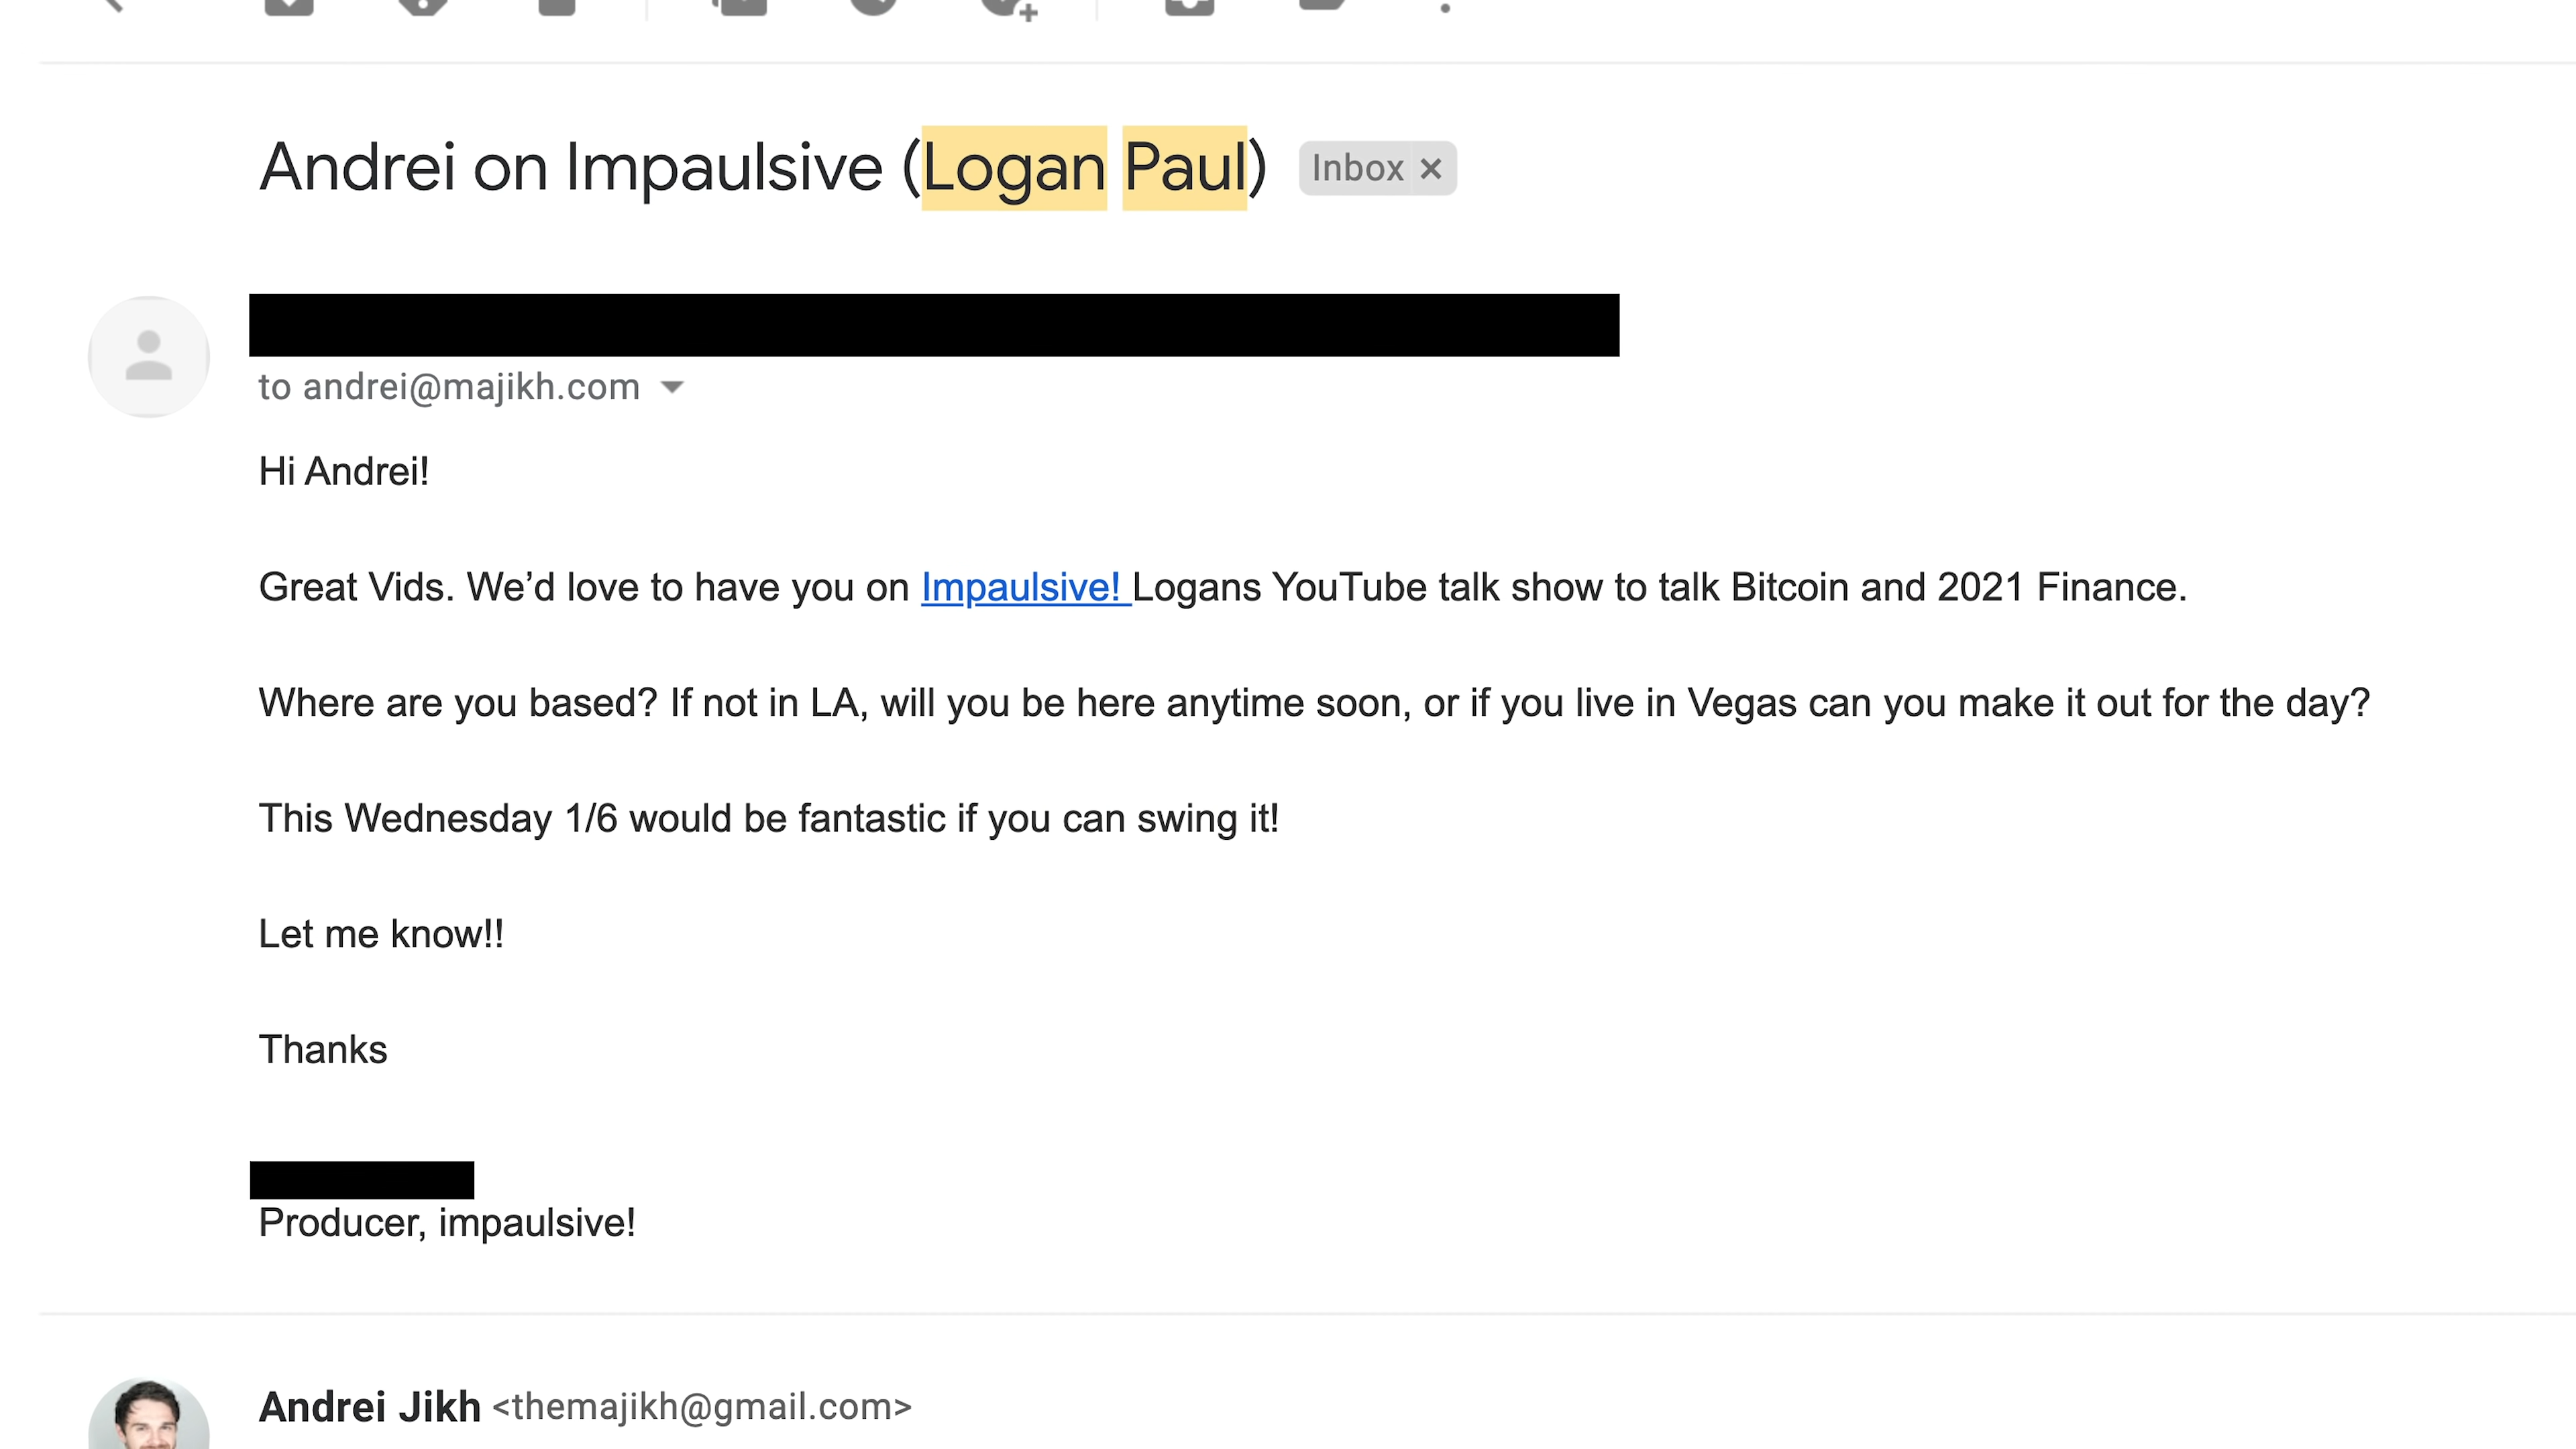 Andrei on Impaulsive (Logan Paul) Inbox ×
to andrei@majikh.com
Hi Andrei!
Great Vids. We’d love to have you on Impaulsive! Logans YouTube talk show to talk Bitcoin and 2021 Finance.
Where are you based? If not in LA, will you be here anytime soon, or if you live in Vegas can you make it out for the day?
This Wednesday 1/6 would be fantastic if you can swing it!
Let me know!!
Thanks
Producer, impaulsive!
Andrei Jikh <themajikh@gmail.com>